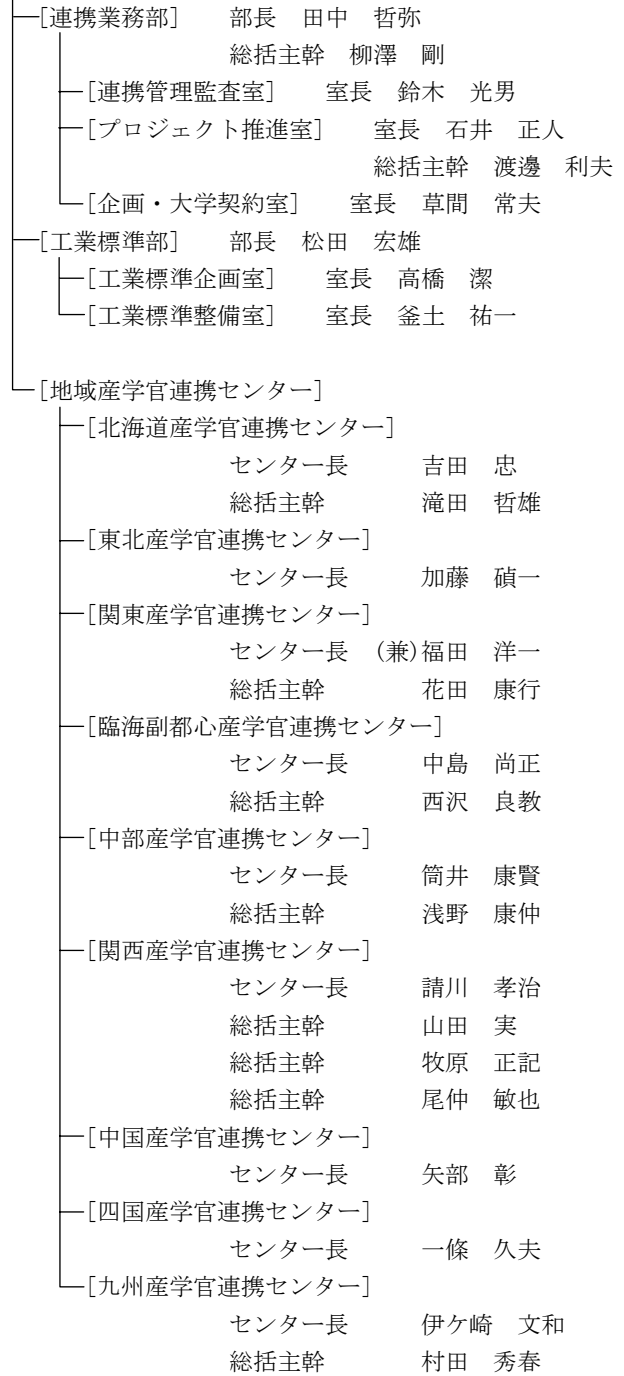 [連携業務部]　　部長　田中　哲弥
総括主幹　柳澤　剛
[連携管理監査室]　　室長　鈴木　光男
[プロジェクト推進室]　　室長　石井　正人
総括主幹　渡邊　利夫
[企画・大学契約室]　　室長　草間　常夫
[工業標準部]　　部長　松田　宏雄
[工業標準企画室]　　室長　高橋　潔
[工業標準整備室]　　室長　釜土　祐一
[地域産学官連携センター]
[北海道産学官連携センター]
センター長　　　吉田　忠
総括主幹　　　　滝田　哲雄
[東北産学官連携センター]
センター長　　　加藤　碵一
[関東産学官連携センター]
センター長　(兼)福田　洋一
総括主幹　　　　花田　康行
[臨海副都心産学官連携センター]
センター長　　　中島　尚正
総括主幹　　　　西沢　良教
[中部産学官連携センター]
センター長　　　筒井　康賢
総括主幹　　　　浅野　康仲
[関西産学官連携センター]
センター長　　　請川　孝治
総括主幹　　　　山田　実
総括主幹　　　　牧原　正記
総括主幹　　　　尾仲　敏也
[中国産学官連携センター]
センター長　　　矢部　彰
[四国産学官連携センター]
センター長　　　一條　久夫
[九州産学官連携センター]
センター長　　　伊ケ崎　文和
総括主幹　　　　村田　秀春